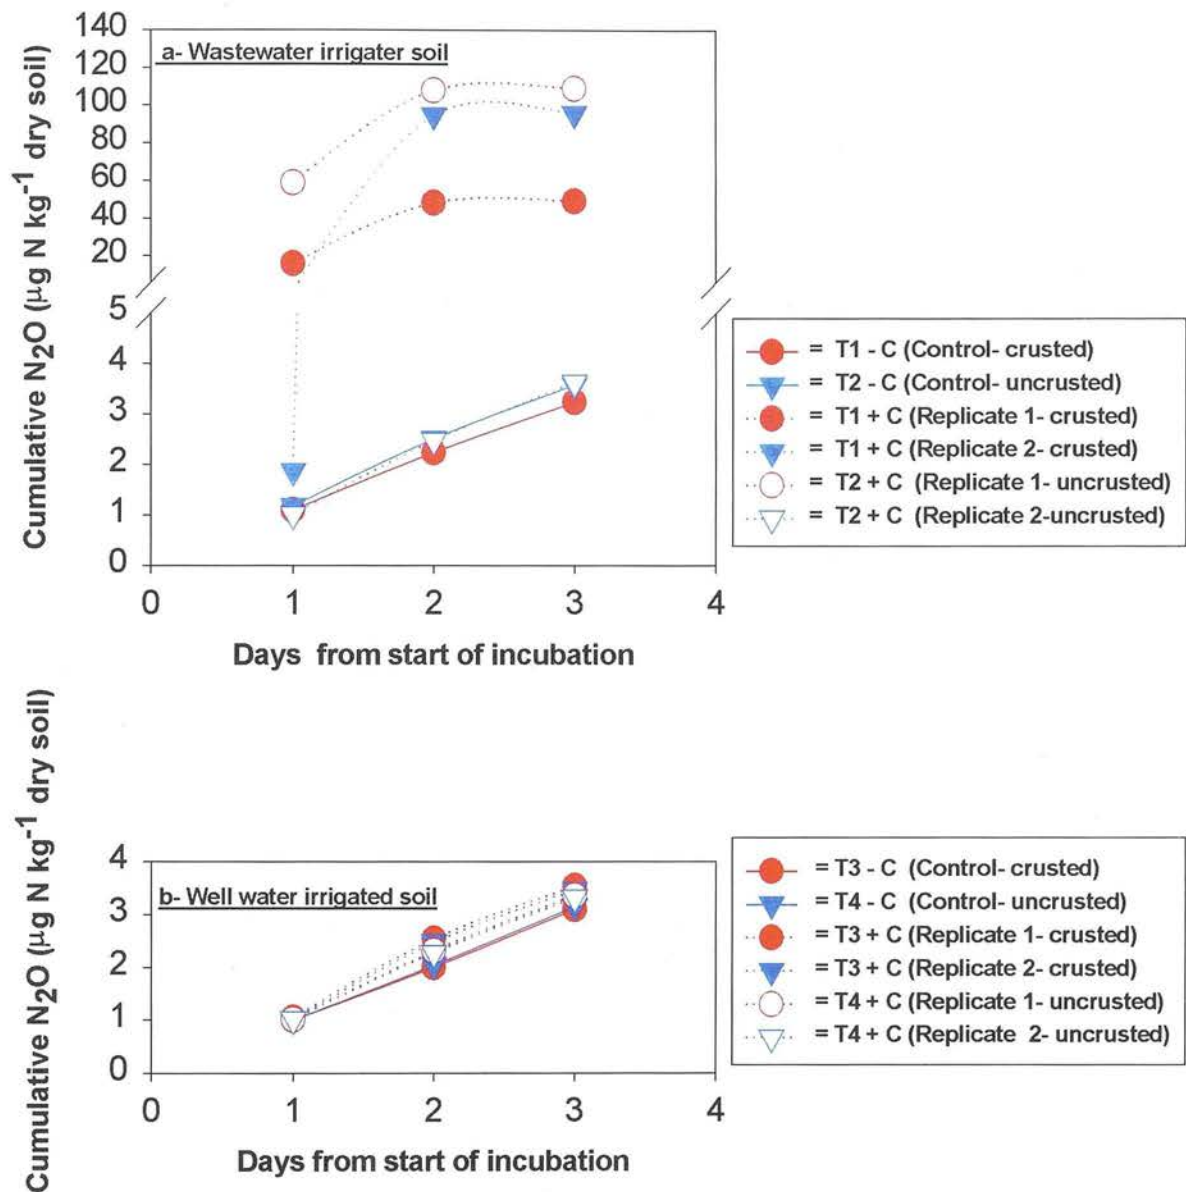 140
120
100
80
60
40
20
5
4
3
2
1
0
a- Wastewater irrigater soil
Cumulative N2O (µg N kg-1 dry soil)
0 1 2 3 4
Days from start of incubation
= T1 - C (Control- crusted)
= T2 - C (Control- uncrusted)
= T1 + C (Replicate 1- crusted)
= T1 + C (Replicate 2- crusted)
= T2 + C (Replicate 1- uncrusted)
= T2 + C (Replicate 2-uncrusted)
4
3
2
1
0
b- Well water irrigated soil
Cumulative N2O (µg N kg-1 dry soil)
0 1 2 3 4
Days from start of incubation
= T3 - C (Control- crusted)
= T4 - C (Control- uncrusted)
= T3 + C (Replicate 1- crusted)
= T3 + C (Replicate 2- crusted)
= T4 + C (Replicate 1- uncrusted)
= T4 + C (Replicate 2- uncrusted)